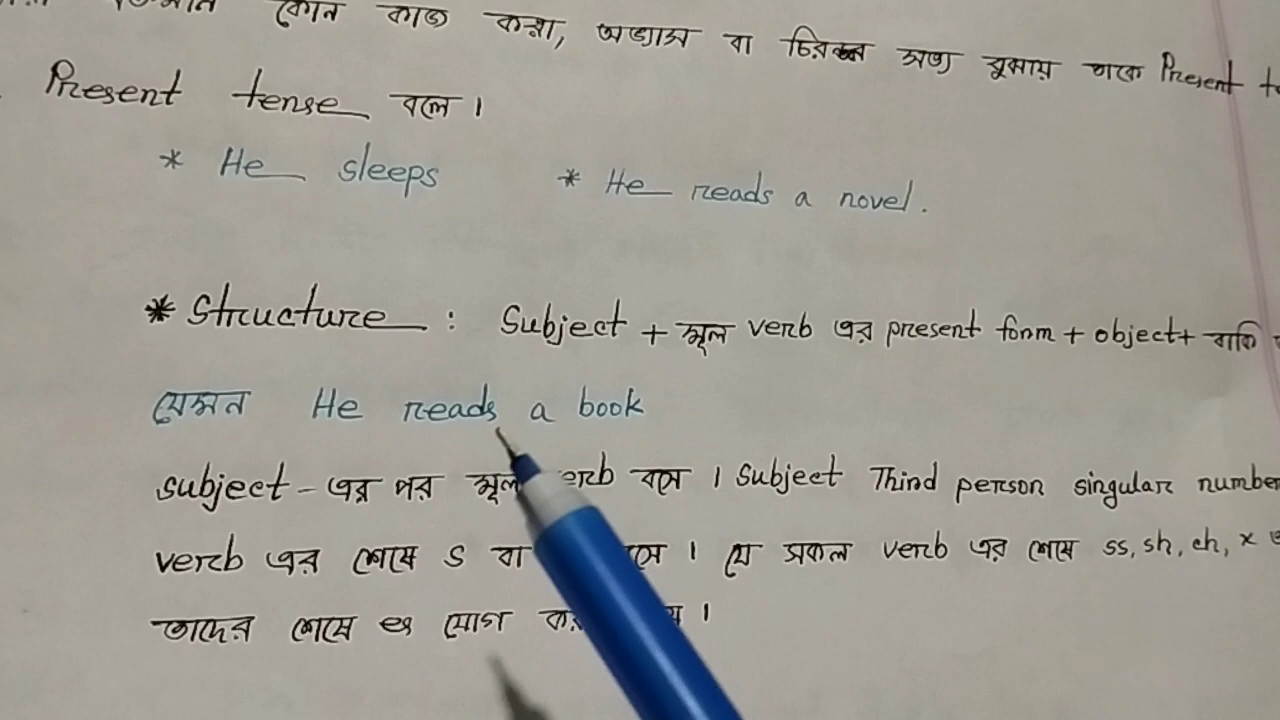 কোন কাজ করা, অভ্যাস বা চিরন্তন সত্য বুঝায় তাকে Present
Present tense বলে।
* He sleeps * He reads a novel.
* Structure : Subject + মূল verb এর present form + object + বাকি
যেমন He reads a book
subject - এর পর মূল verb বসে। Subject Third person singular number
verb এর শেষে s বা বসে। যে সকল verb এর শেষে ss, sh, ch, x
তাদের শেষে es যোগ